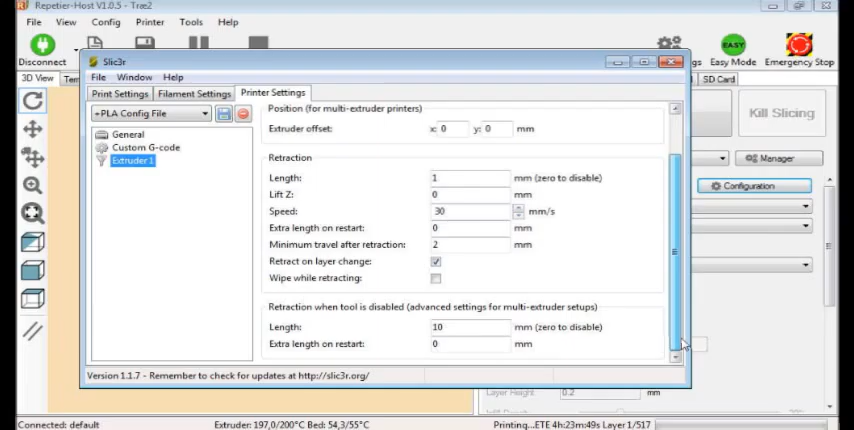 Repetier-Host V1.0.5 - Træ2
File View Config Printer Tools Help
Disconnect
Easy Mode
EASY
Emergency Stop
3D View
SD Card
Kill Slicing
Manager
Configuration
Slic3r
File Window Help
Print Settings Filament Settings Printer Settings
-PLA Config File
General
Custom G-code
Extruder 1
Position (for multi-extruder printers)
Extruder offset: x: 0 y: 0 mm
Retraction
Length: 1 mm (zero to disable)
Lift Z: 0 mm
Speed: 30 mm/s
Extra length on restart: 0 mm
Minimum travel after retraction: 2 mm
Retract on layer change:
Wipe while retracting:
Retraction when tool is disabled (advanced settings for multi-extruder setups)
Length: 10 mm (zero to disable)
Extra length on restart: 0 mm
Version 1.1.7 - Remember to check for updates at http://slic3r.org/
Layer Height: 0.2 mm
Connected: default Extruder: 197,0/200°C Bed: 54,3/55°C Printing...ETE 4h:23m:49s Layer 1/517